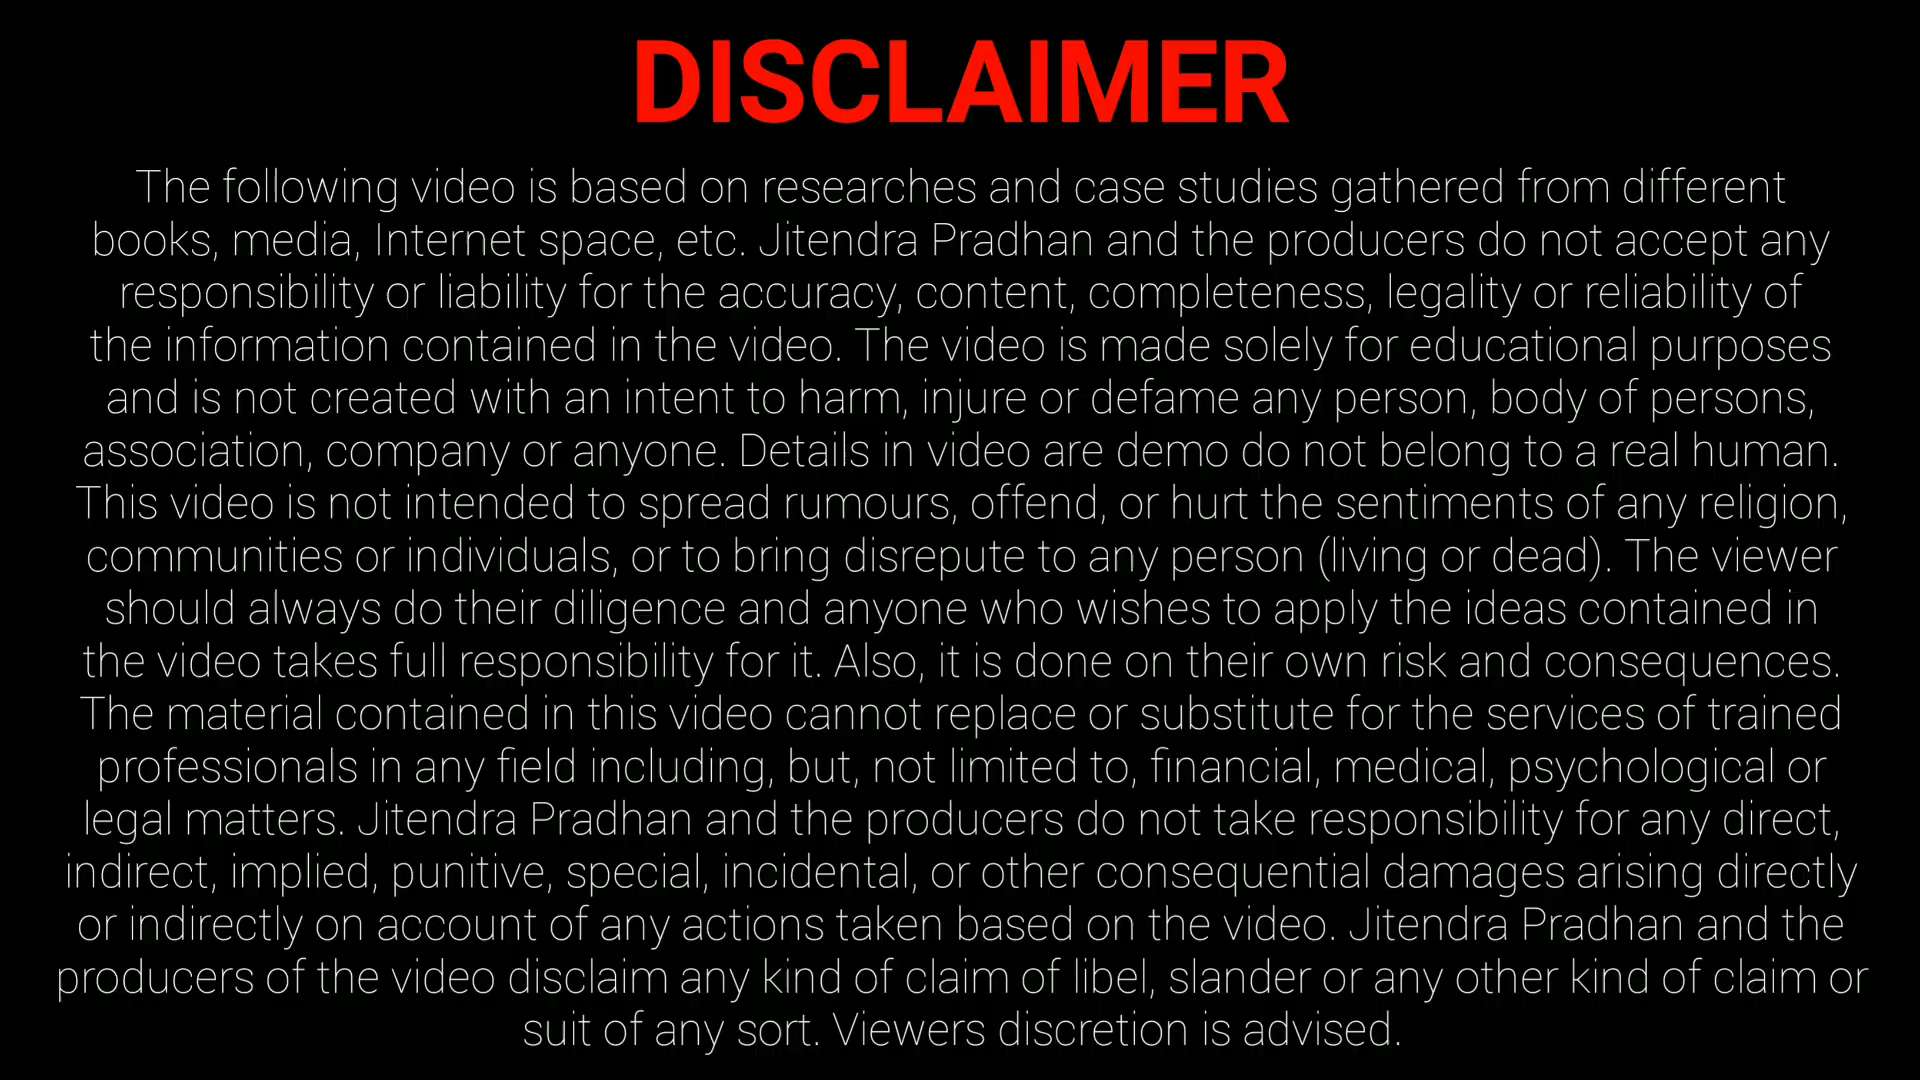 DISCLAIMER
The following video is based on researches and case studies gathered from different
books, media, Internet space, etc. Jitendra Pradhan and the producers do not accept any
responsibility or liability for the accuracy, content, completeness, legality or reliability of
the information contained in the video. The video is made solely for educational purposes
and is not created with an intent to harm, injure or defame any person, body of persons,
association, company or anyone. Details in video are demo do not belong to a real human.
This video is not intended to spread rumours, offend, or hurt the sentiments of any religion,
communities or individuals, or to bring disrepute to any person (living or dead). The viewer
should always do their diligence and anyone who wishes to apply the ideas contained in
the video takes full responsibility for it. Also, it is done on their own risk and consequences.
The material contained in this video cannot replace or substitute for the services of trained
professionals in any field including, but, not limited to, financial, medical, psychological or
legal matters. Jitendra Pradhan and the producers do not take responsibility for any direct,
indirect, implied, punitive, special, incidental, or other consequential damages arising directly
or indirectly on account of any actions taken based on the video. Jitendra Pradhan and the
producers of the video disclaim any kind of claim of libel, slander or any other kind of claim or
suit of any sort. Viewers discretion is advised.